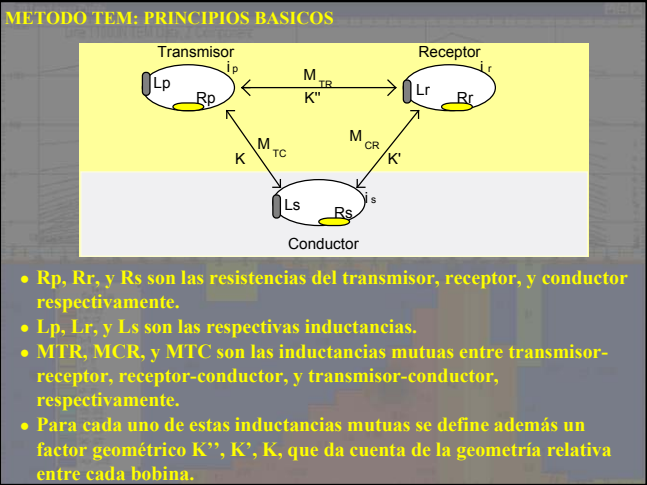 METODO TEM: PRINCIPIOS BASICOS
Transmisor
Receptor
i p
i r
Lp
Rp
M TR
K"
Lr
Rr
M TC
K
M CR
K'
Ls
Rs
i s
Conductor
• Rp, Rr, y Rs son las resistencias del transmisor, receptor, y conductor
respectivamente.
• Lp, Lr, y Ls son las respectivas inductancias.
• MTR, MCR, y MTC son las inductancias mutuas entre transmisor-
receptor, receptor-conductor, y transmisor-conductor,
respectivamente.
• Para cada uno de estas inductancias mutuas se define además un
factor geométrico K’’, K’, K, que da cuenta de la geometría relativa
entre cada bobina.